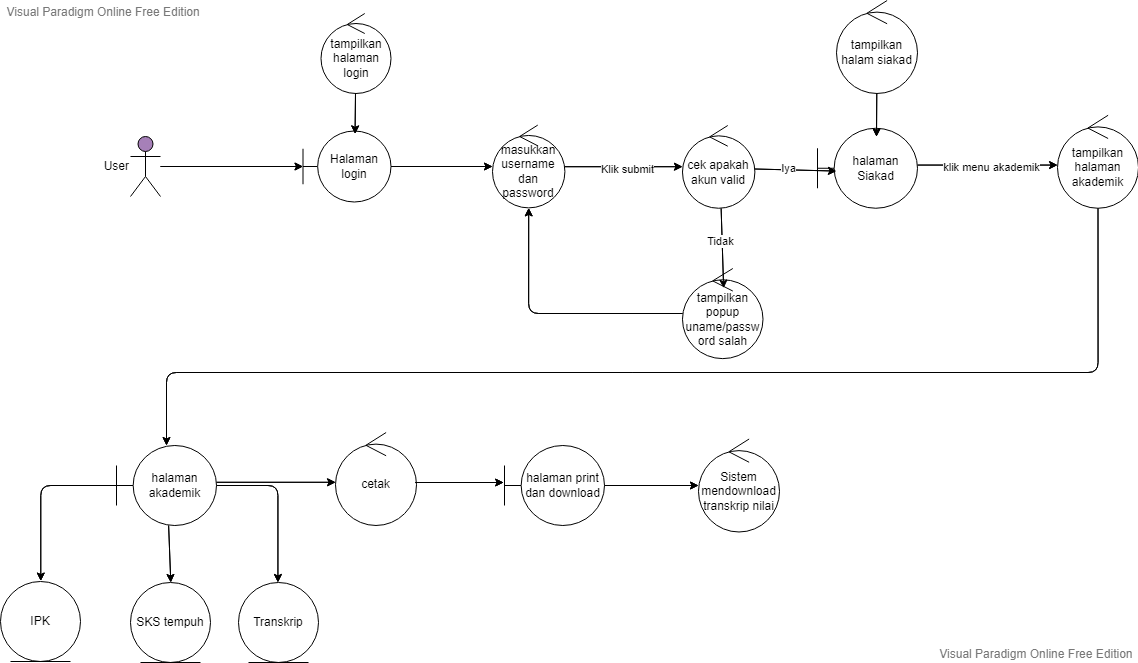 Visual Paradigm Online Free Edition
tampilkan
halaman
login
tampilkan
halam siakad
User
Halaman
login
masukkan
username
dan
password
Klik submit
cek apakah
akun valid
Iya
halaman
Siakad
klik menu akademik
tampilkan
halaman
akademik
Tidak
tampilkan
popup
uname/passw
ord salah
halaman
akademik
cetak
halaman print
dan download
Sistem
mendownload
transkrip nilai
IPK
SKS tempuh
Transkrip
Visual Paradigm Online Free Edition